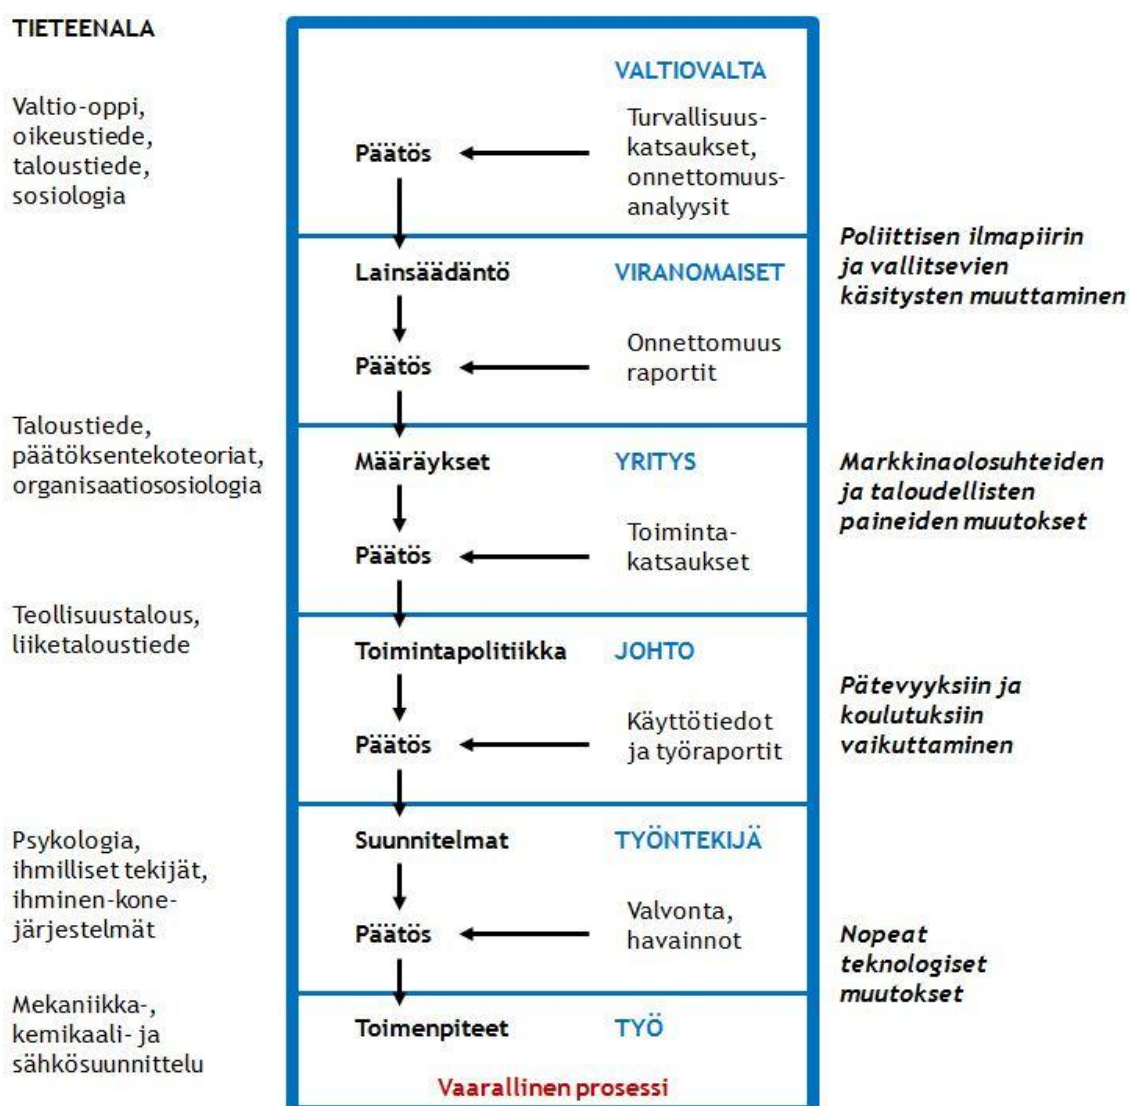 TIETEENALA
Valtio-oppi,
oikeustiede,
taloustiede,
sosiologia
Taloustiede,
päätöksentekoteoriat,
organisaatiososiologia
Teollisuustalous,
liiketaloustiede
Psykologia,
ihmilliset tekijät,
ihminen-kone-
järjestelmät
Mekaniikka-,
kemikaali- ja
sähkösuunnittelu
VALTIOVALTA
Päätös
Turvallisuus-
katsaukset,
onnettomuus-
analyysit
Lainsäädäntö
VIRANOMAISET
Päätös
Onnettomuus
raportit
Määräykset
YRITYS
Päätös
Toiminta-
katsaukset
Toimintapolitiikka
JOHTO
Päätös
Käyttötiedot
ja työraportit
Suunnitelmat
TYÖNTEKIJÄ
Päätös
Valvonta,
havainnot
Toimenpiteet
TYÖ
Vaarallinen prosessi
Poliittisen ilmapiirin
ja vallitsevien
käsitysten muuttaminen
Markkinaolosuhteiden
ja taloudellisten
paineiden muutokset
Pätevyyksiin ja
koulutuksiin
vaikuttaminen
Nopeat
teknologiset
muutokset